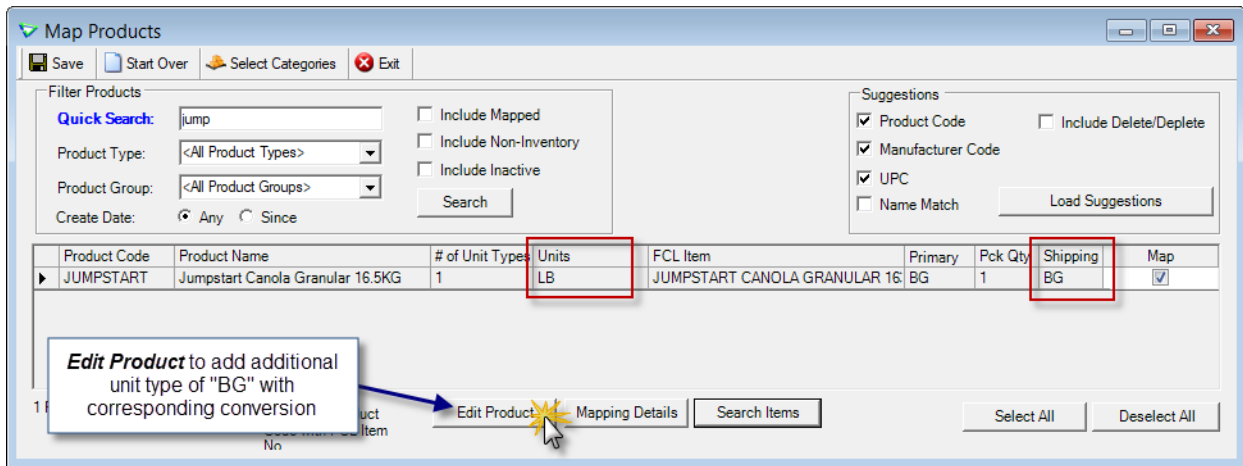 Map Products
Save Start Over Select Categories Exit
Filter Products
Quick Search: jump
Product Type: <All Product Types>
Product Group: <All Product Groups>
Create Date: Any Since
Include Mapped
Include Non-Inventory
Include Inactive
Search
Suggestions
Product Code
Manufacturer Code
UPC
Name Match
Include Delete/Deplete
Load Suggestions
Product Code Product Name # of Unit Types Units FCL Item Primary Pck Qty Shipping Map
JUMPSTART Jumpstart Canola Granular 16.5KG 1 LB JUMPSTART CANOLA GRANULAR 16. BG 1 BG
Edit Product to add additional
unit type of "BG" with
corresponding conversion
1
Item
No
Edit Product Mapping Details Search Items Select All Deselect All